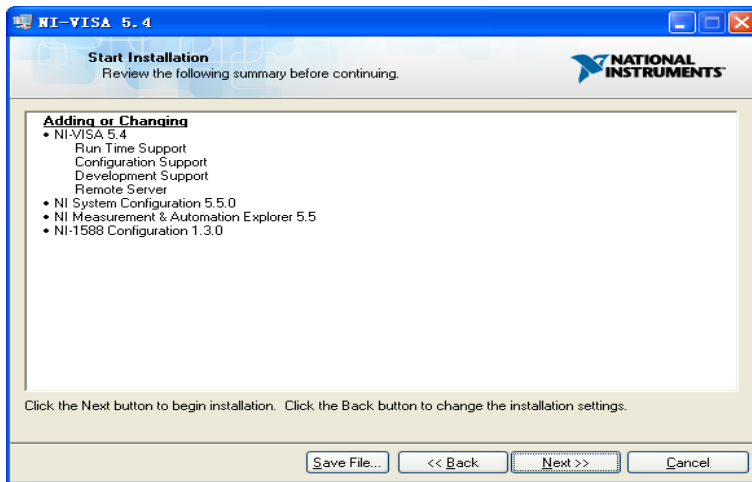 NI-VISA 5.4
Start Installation
Review the following summary before continuing.
NATIONAL
INSTRUMENTS™
Adding or Changing
• NI-VISA 5.4
Run Time Support
Configuration Support
Development Support
Remote Server
• NI System Configuration 5.5.0
• NI Measurement & Automation Explorer 5.5
• NI-1588 Configuration 1.3.0
Click the Next button to begin installation.  Click the Back button to change the installation settings.
Save File... << Back Next >> Cancel